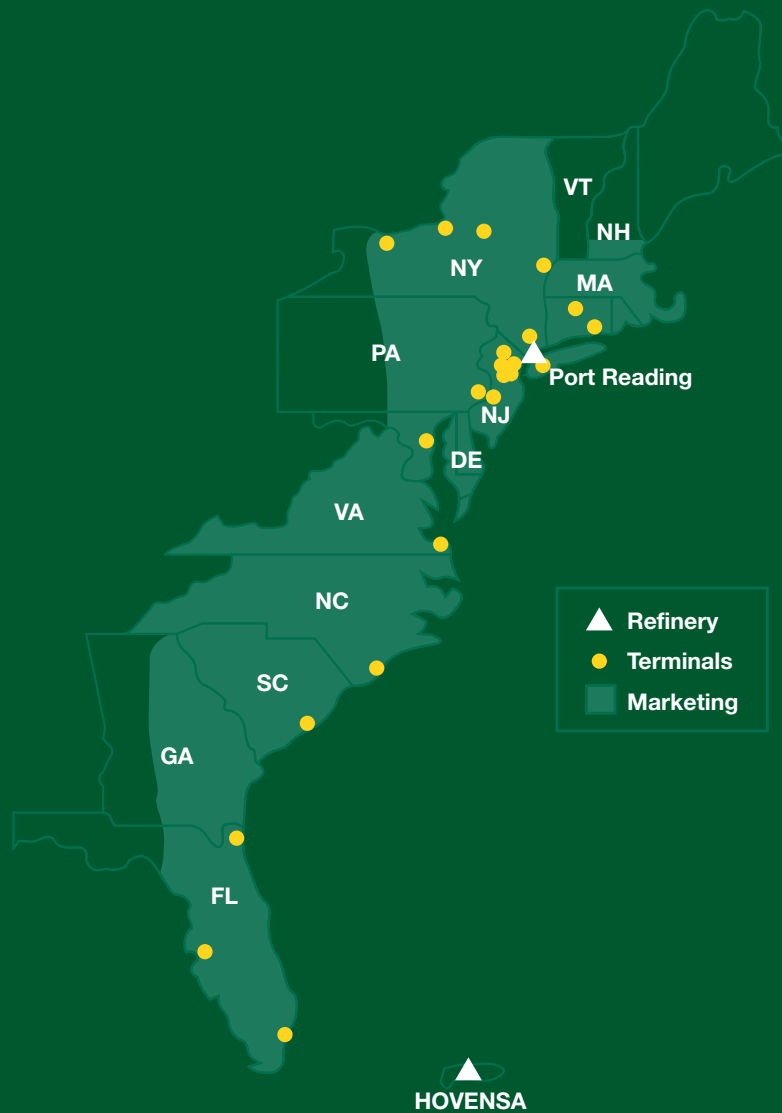 VT
NH
NY
MA
PA
Port Reading
NJ
DE
VA
NC
Refinery
Terminals
SC
Marketing
GA
FL
HOVENSA